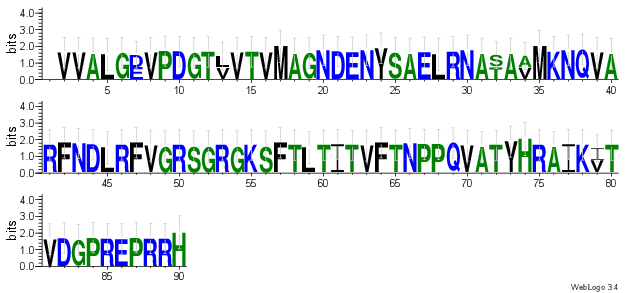 4.0
3.0
2.0
1.0
0.0
bits
VVALGDVPDGTLVTVMAGNDENYSAELRNASAAMKNQVA
E V T V
5 10 15 20 25 30 35 40
4.0
3.0
2.0
1.0
0.0
bits
RFNDLRFVGRSGRGKSFTLTITVFTNPPQVATYHRAIKIT
V
45 50 55 60 65 70 75 80
4.0
3.0
2.0
1.0
0.0
bits
VDGPREPRRH
85 90
WebLogo 3.4